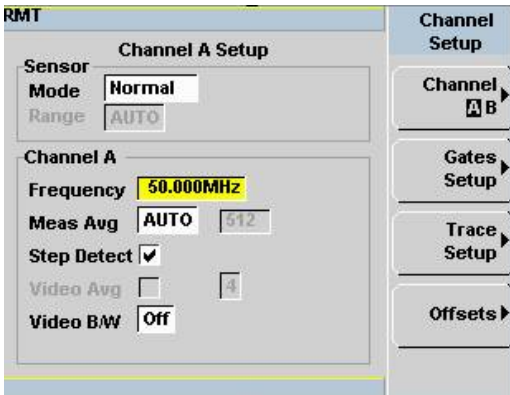 RMT
Channel A Setup
Sensor
Mode Normal
Range AUTO
Channel A
Frequency 50.000MHz
Meas Avg AUTO 512
Step Detect
Video Avg 4
Video B/W Off
Channel
Setup
Channel
A B
Gates
Setup
Trace
Setup
Offsets